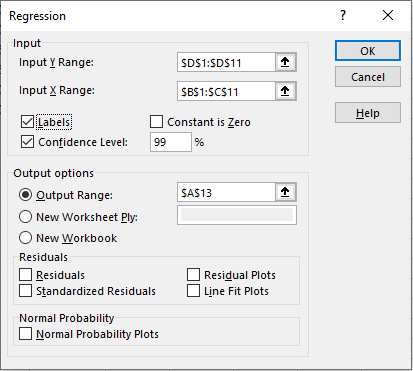 Regression ? ×
Input
Input Y Range: $D$1:$D$11
Input X Range: $B$1:$C$11
Labels Constant is Zero
Confidence Level: 99 %
OK
Cancel
Help
Output options
Output Range: $A$13
New Worksheet Ply:
New Workbook
Residuals
Residuals Residual Plots
Standardized Residuals Line Fit Plots
Normal Probability
Normal Probability Plots